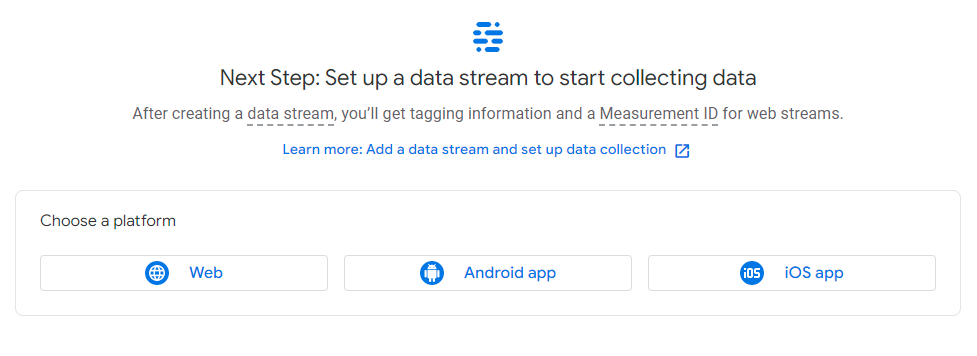 Next Step: Set up a data stream to start collecting data
After creating a data stream, you’ll get tagging information and a Measurement ID for web streams.
Learn more: Add a data stream and set up data collection
Choose a platform
Web
Android app
iOS
iOS app